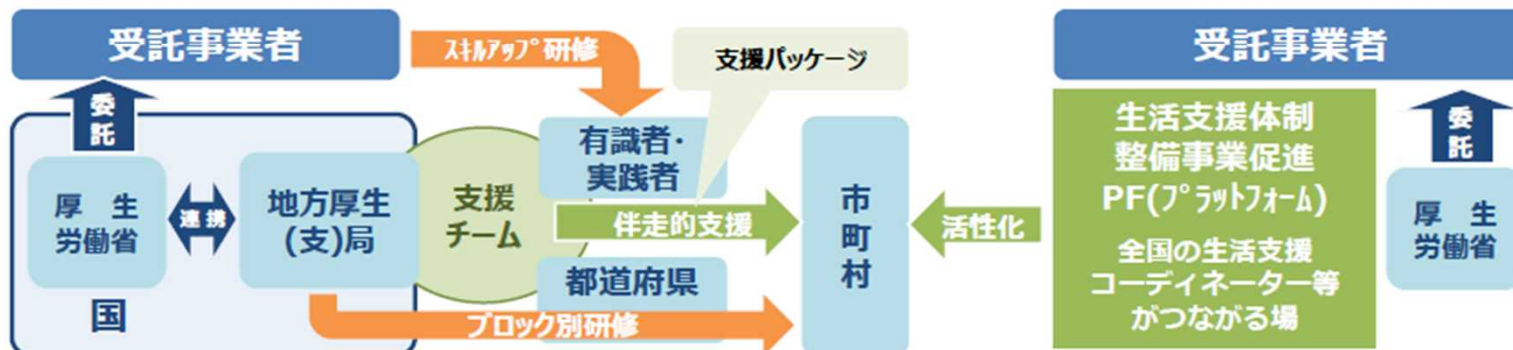 受託事業者
スキルアップ研修
支援パッケージ
受託事業者
委
託
有識者・
実践者
厚　生
労働省
連携
地方厚生
(支)局
国
支援
チーム
伴走的支援
都道府県
ブロック別研修
市
町
村
活性化
生活支援体制
整備事業促進
PF(プラットフォーム)
全国の生活支援
コーディネーター等
がつながる場
委
託
厚　生
労働省